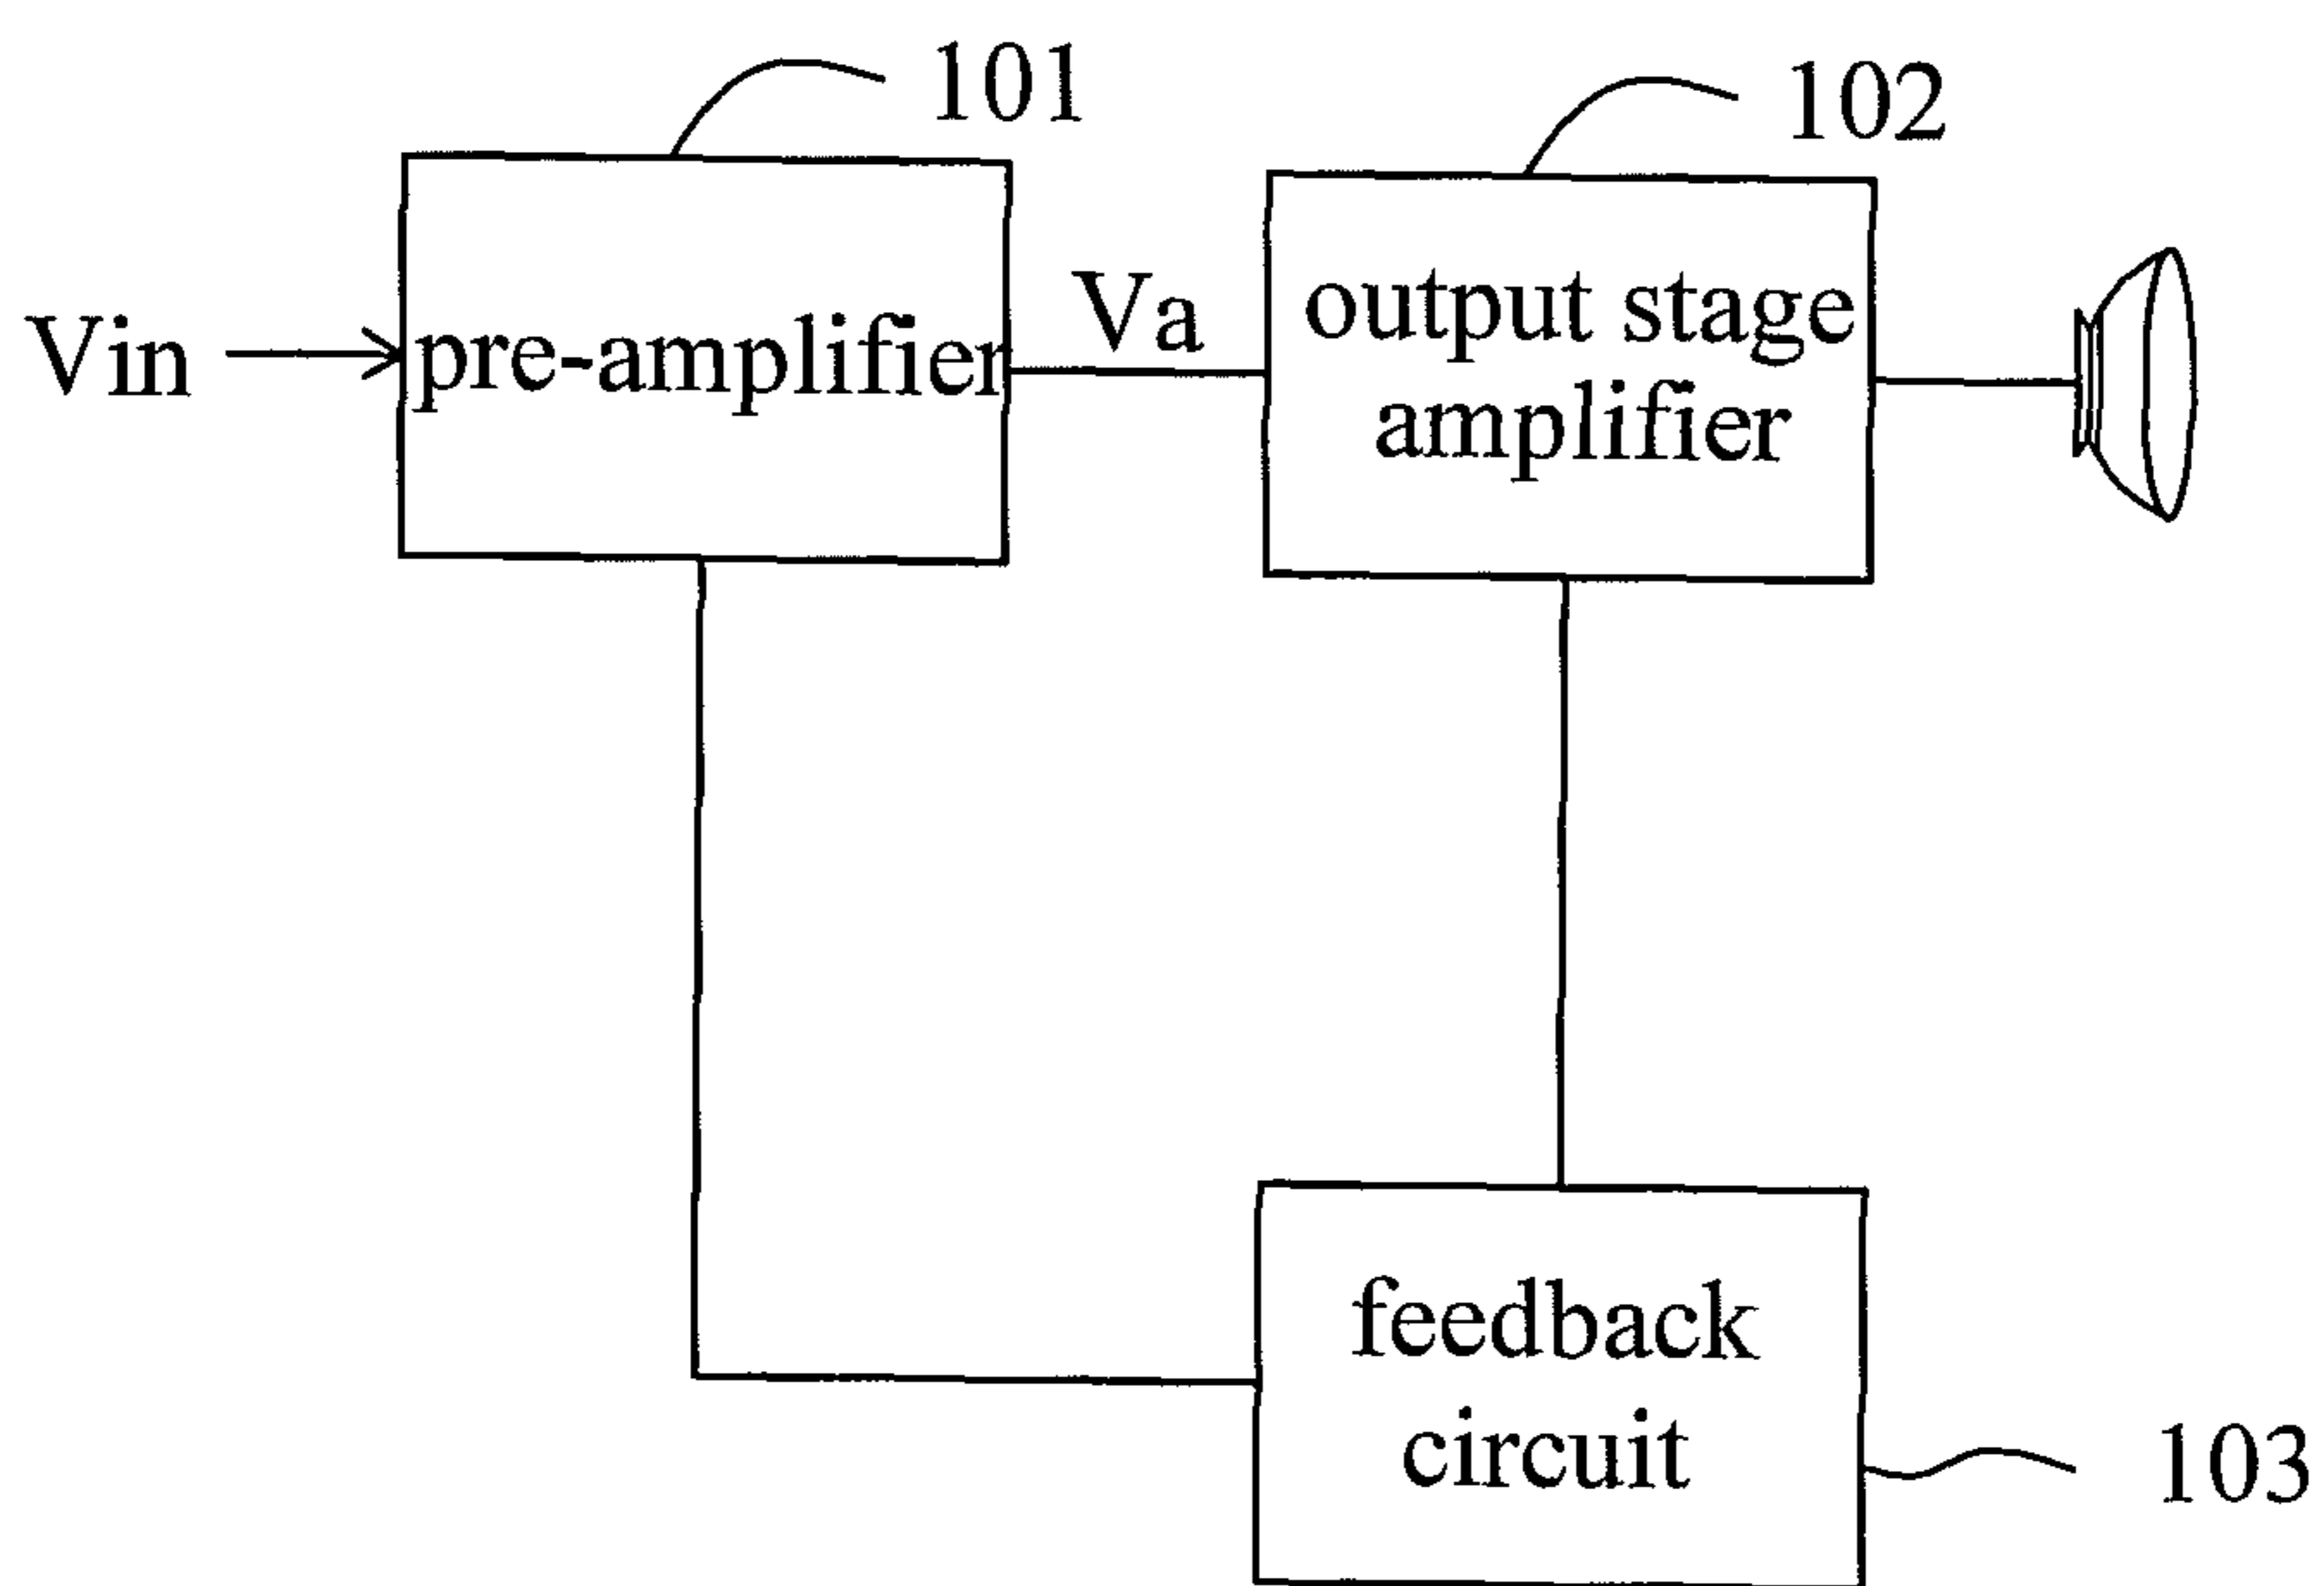 101
102
Vin
pre-amplifier
Va
output stage
amplifier
feedback
circuit
103